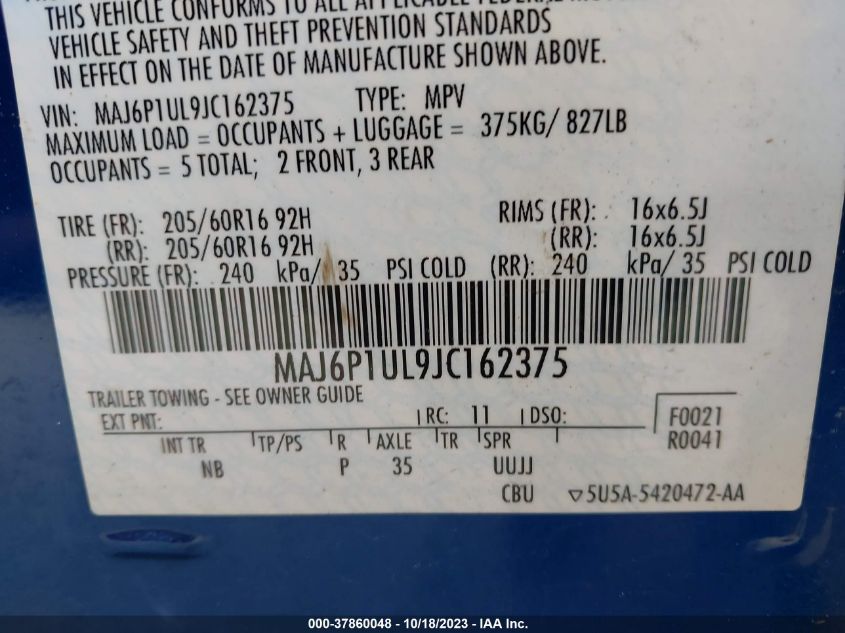 THIS VEHICLE CONFORMS TO ALL APPLICABLE FEDERAL
VEHICLE SAFETY AND THEFT PREVENTION STANDARDS
IN EFFECT ON THE DATE OF MANUFACTURE SHOWN ABOVE.
VIN: MAJ6P1UL9JC162375 TYPE: MPV
MAXIMUM LOAD = OCCUPANTS + LUGGAGE = 375KG/ 827LB
OCCUPANTS = 5 TOTAL; 2 FRONT, 3 REAR
TIRE (FR): 205/60R16 92H RIMS (FR): 16x6.5J
(RR): 205/60R16 92H (RR): 16x6.5J
PRESSURE (FR): 240 kPa/ 35 PSI COLD (RR): 240 kPa/ 35 PSI COLD
MAJ6P1UL9JC162375
TRAILER TOWING - SEE OWNER GUIDE
EXT PNT: RC: 11 DSO: F0021
INT TR TP/PS R AXLE TR SPR R0041
NB P 35 UUJJ
CBU ▽5U5A-5420472-AA
000-37860048 - 10/18/2023 - IAA Inc.